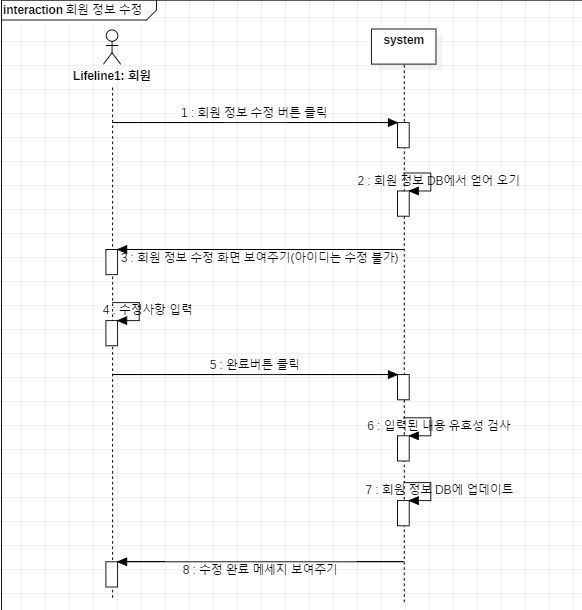 interaction 회원 정보 수정
system
Lifeline1: 회원
1 : 회원 정보 수정 버튼 클릭
2 : 회원 정보 DB에서 얻어 오기
3 : 회원 정보 수정 화면 보여주기(아이디는 수정 불가)
4 : 수정사항 입력
5 : 완료버튼 클릭
6 : 입력된 내용 유효성 검사
7 : 회원 정보 DB에 업데이트
8 : 수정 완료 메세지 보여주기